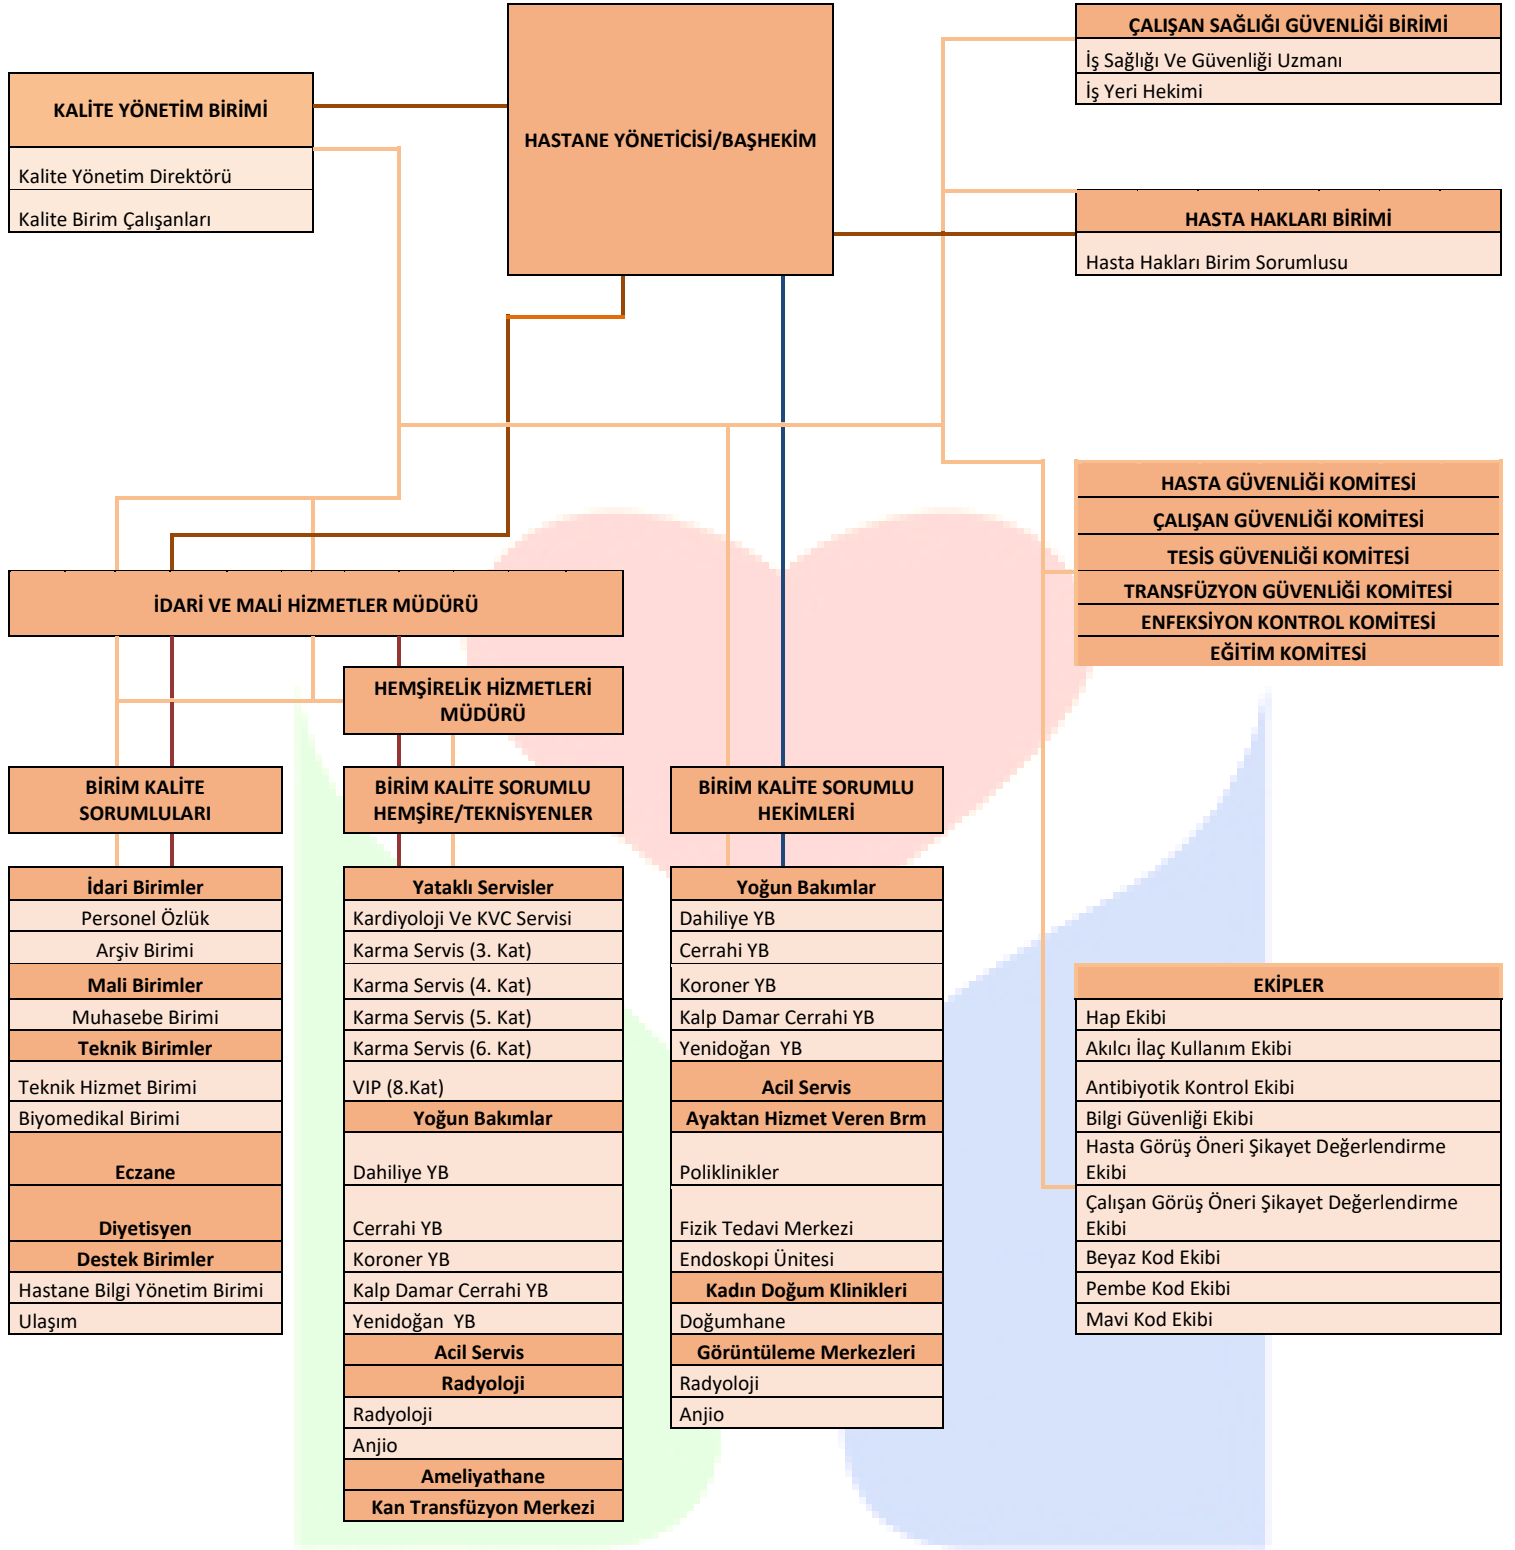 HASTANE YÖNETİCİSİ/BAŞHEKİM
KALİTE YÖNETİM BİRİMİ
Kalite Yönetim Direktörü
Kalite Birim Çalışanları
ÇALIŞAN SAĞLIĞI GÜVENLİĞİ BİRİMİ
İş Sağlığı Ve Güvenliği Uzmanı
İş Yeri Hekimi
HASTA HAKLARI BİRİMİ
Hasta Hakları Birim Sorumlusu
HASTA GÜVENLİĞİ KOMİTESİ
ÇALIŞAN GÜVENLİĞİ KOMİTESİ
TESİS GÜVENLİĞİ KOMİTESİ
TRANSFÜZYON GÜVENLİĞİ KOMİTESİ
ENFEKSİYON KONTROL KOMİTESİ
EĞİTİM KOMİTESİ
İDARİ VE MALİ HİZMETLER MÜDÜRÜ
HEMŞİRELİK HİZMETLERİ
MÜDÜRÜ
BİRİM KALİTE
SORUMLULARI
İdari Birimler
Personel Özlük
Arşiv Birimi
Mali Birimler
Muhasebe Birimi
Teknik Birimler
Teknik Hizmet Birimi
Biyomedikal Birimi
Eczane
Diyetisyen
Destek Birimler
Hastane Bilgi Yönetim Birimi
Ulaşım
BİRİM KALİTE SORUMLU
HEMŞİRE/TEKNİSYENLER
Yataklı Servisler
Kardiyoloji Ve KVC Servisi
Karma Servis (3. Kat)
Karma Servis (4. Kat)
Karma Servis (5. Kat)
Karma Servis (6. Kat)
VIP (8.Kat)
Yoğun Bakımlar
Dahiliye YB
Cerrahi YB
Koroner YB
Kalp Damar Cerrahi YB
Yenidoğan  YB
Acil Servis
Radyoloji
Radyoloji
Anjio
Ameliyathane
Kan Transfüzyon Merkezi
BİRİM KALİTE SORUMLU
HEKİMLERİ
Yoğun Bakımlar
Dahiliye YB
Cerrahi YB
Koroner YB
Kalp Damar Cerrahi YB
Yenidoğan  YB
Acil Servis
Ayaktan Hizmet Veren Brm
Poliklinikler
Fizik Tedavi Merkezi
Endoskopi Ünitesi
Kadın Doğum Klinikleri
Doğumhane
Görüntüleme Merkezleri
Radyoloji
Anjio
EKİPLER
Hap Ekibi
Akılcı İlaç Kullanım Ekibi
Antibiyotik Kontrol Ekibi
Bilgi Güvenliği Ekibi
Hasta Görüş Öneri Şikayet Değerlendirme
Ekibi
Çalışan Görüş Öneri Şikayet Değerlendirme
Ekibi
Beyaz Kod Ekibi
Pembe Kod Ekibi
Mavi Kod Ekibi